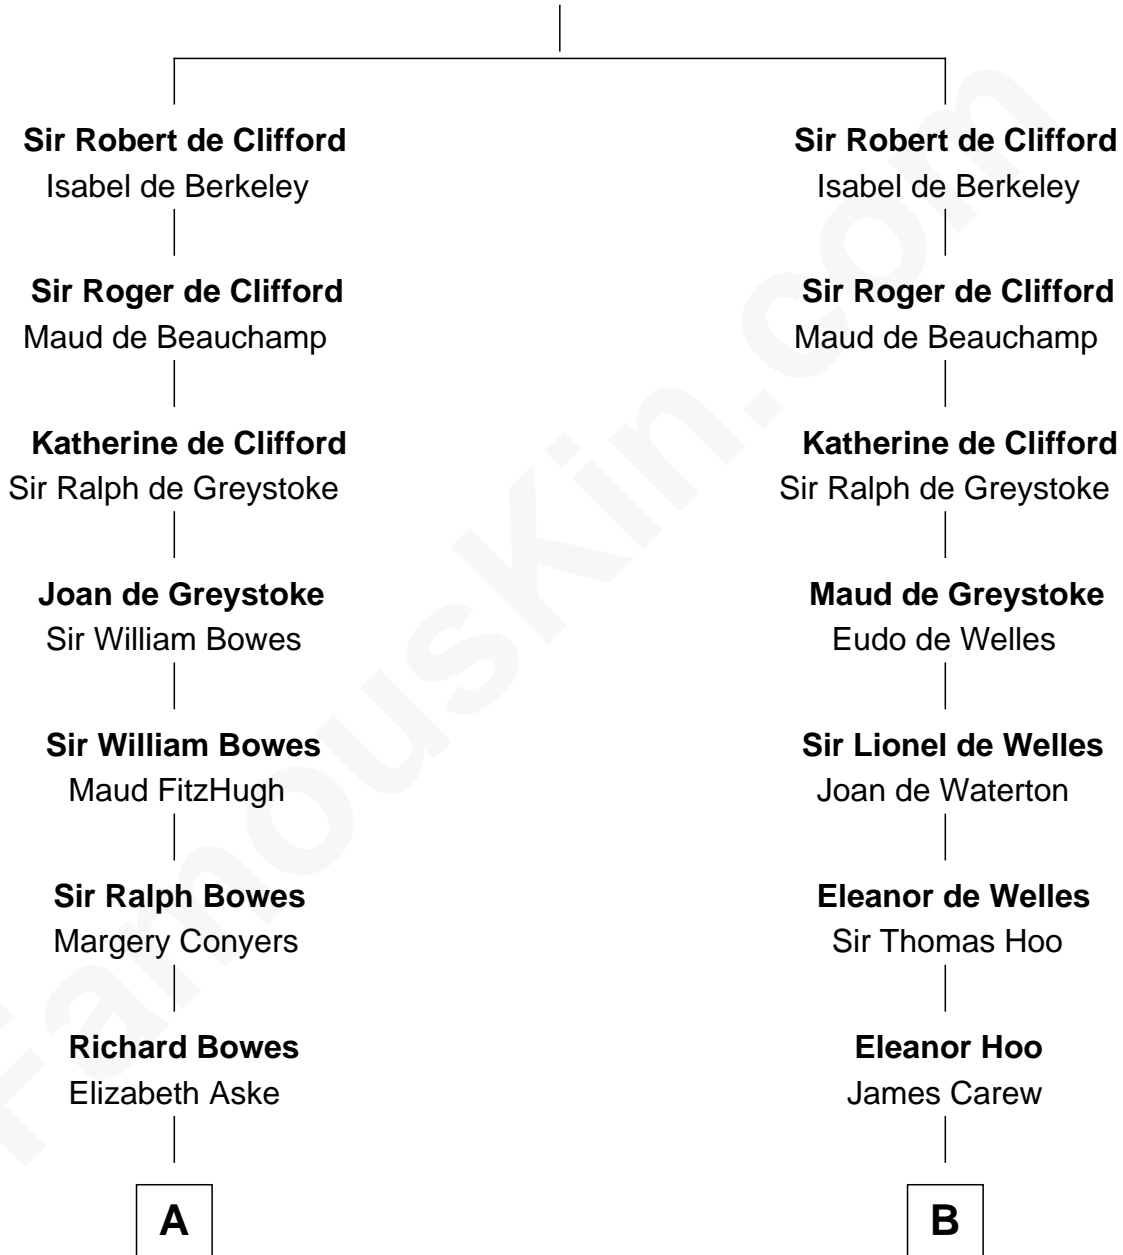 Sir Robert de Clifford
Isabel de Berkeley
Sir Roger de Clifford
Maud de Beauchamp
Katherine de Clifford
Sir Ralph de Greystoke
Joan de Greystoke
Sir William Bowes
Sir William Bowes
Maud FitzHugh
Sir Ralph Bowes
Margery Conyers
Richard Bowes
Elizabeth Aske
A
Sir Robert de Clifford
Isabel de Berkeley
Sir Roger de Clifford
Maud de Beauchamp
Katherine de Clifford
Sir Ralph de Greystoke
Maud de Greystoke
Eudo de Welles
Sir Lionel de Welles
Joan de Waterton
Eleanor de Welles
Sir Thomas Hoo
Eleanor Hoo
James Carew
B
FamousKin.com